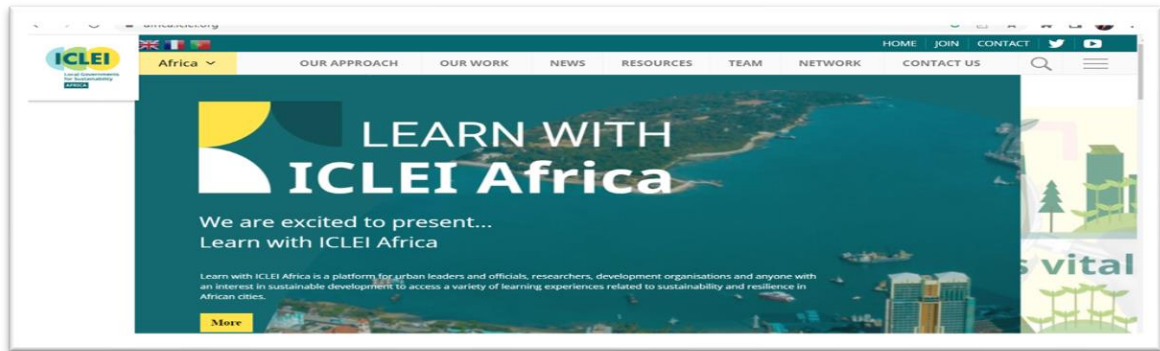 africa.iclei.org
HOME JOIN CONTACT
ICLEI
Local Governments
for Sustainability
AFRICA
Africa
OUR APPROACH OUR WORK NEWS RESOURCES TEAM NETWORK CONTACT US
LEARN WITH
ICLEI Africa
We are excited to present...
Learn with ICLEI Africa
Learn with ICLEI Africa is a platform for urban leaders and officials, researchers, development organisations and anyone with
an interest in sustainable development to access a variety of learning experiences related to sustainability and resilience in
African cities.
More
s vital